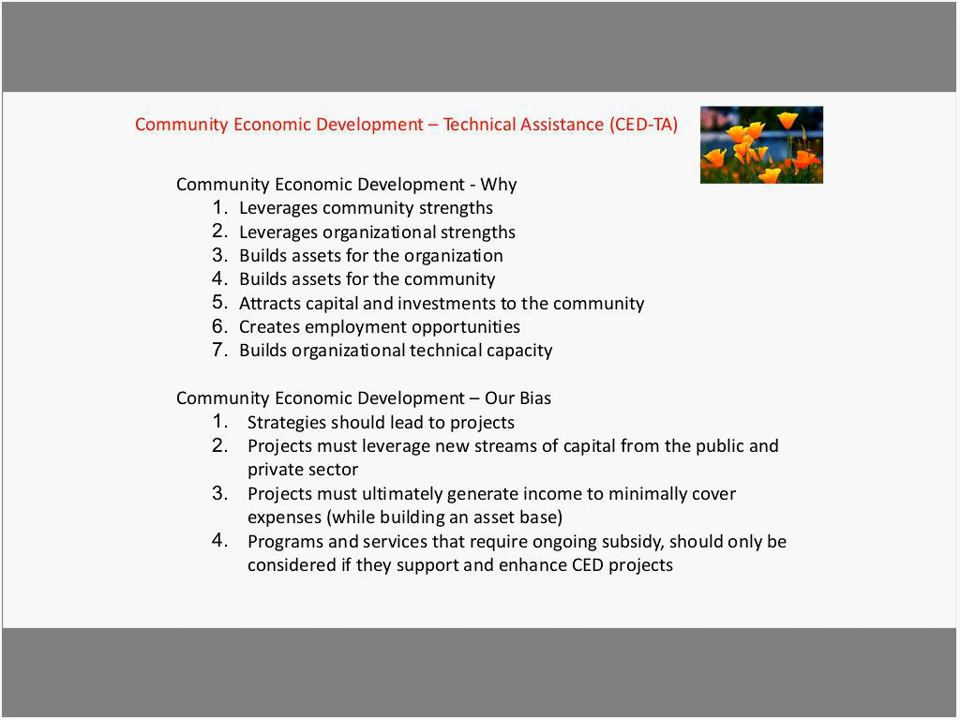 Community Economic Development – Technical Assistance (CED-TA)
Community Economic Development - Why
1. Leverages community strengths
2. Leverages organizational strengths
3. Builds assets for the organization
4. Builds assets for the community
5. Attracts capital and investments to the community
6. Creates employment opportunities
7. Builds organizational technical capacity
Community Economic Development – Our Bias
1. Strategies should lead to projects
2. Projects must leverage new streams of capital from the public and
private sector
3. Projects must ultimately generate income to minimally cover
expenses (while building an asset base)
4. Programs and services that require ongoing subsidy, should only be
considered if they support and enhance CED projects